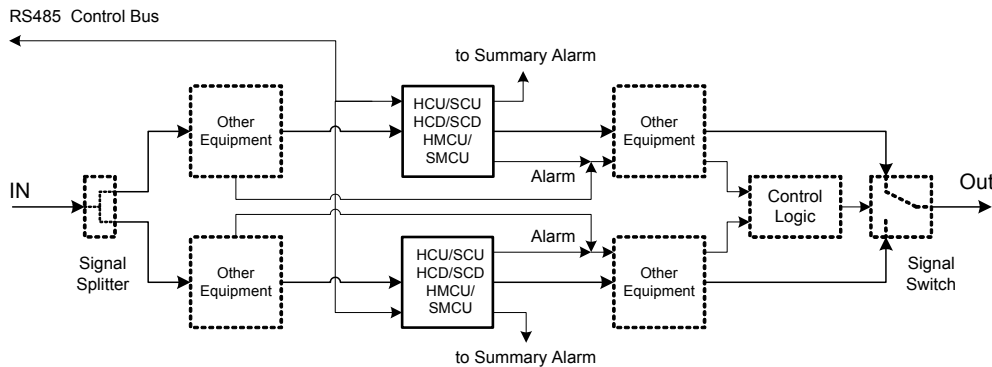 RS485 Control Bus
to Summary Alarm
Other
Equipment
HCU/SCU
HCD/SCD
HMCU/
SMCU
Other
Equipment
Alarm
IN
Out
Control
Logic
Signal
Splitter
Other
Equipment
HCU/SCU
HCD/SCD
HMCU/
SMCU
Alarm
Other
Equipment
Signal
Switch
to Summary Alarm